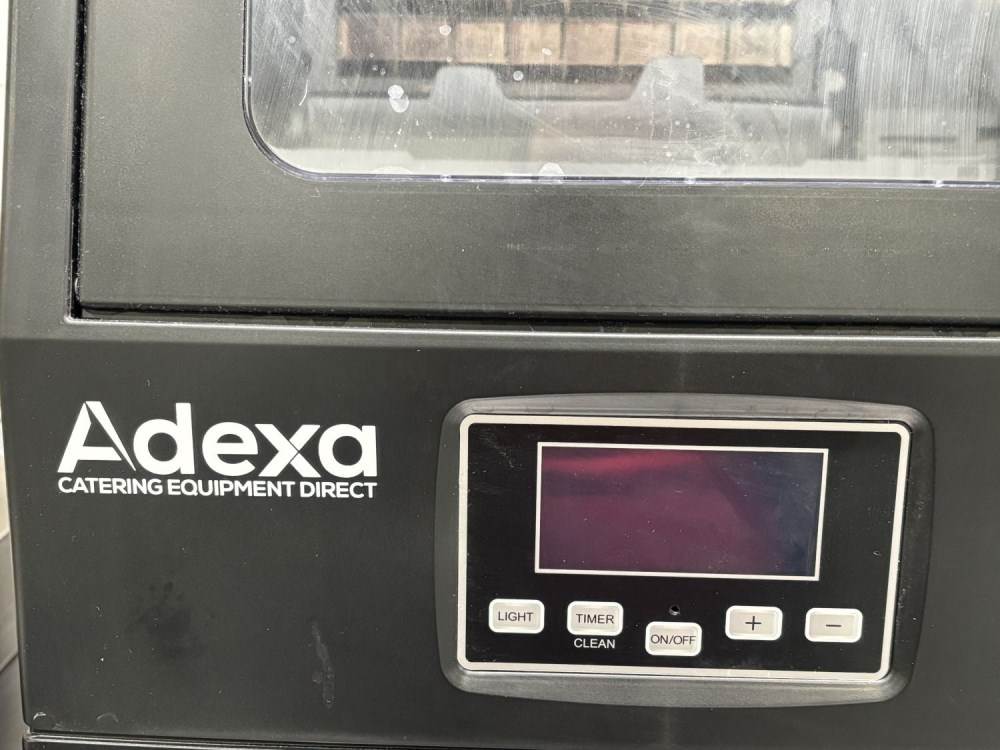 Adexa
CATERING EQUIPMENT DIRECT
LIGHT
TIMER
CLEAN
ON/OFF
+
−